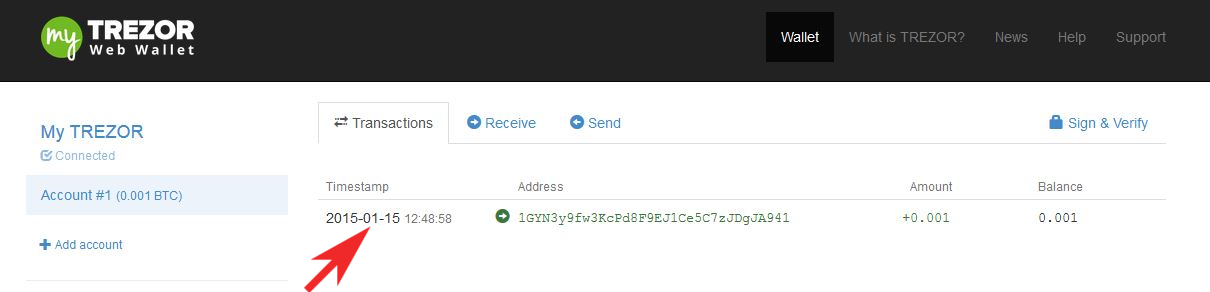 my TREZOR
Web Wallet
Wallet What is TREZOR? News Help Support
My TREZOR
Connected
Account #1 (0.001 BTC)
Add account
Transactions Receive Send Sign & Verify
Timestamp Address Amount Balance
2015-01-15 12:48:58 1GYN3y9fw3KcPd8F9EJ1Ce5C7zJDgJA941 +0.001 0.001